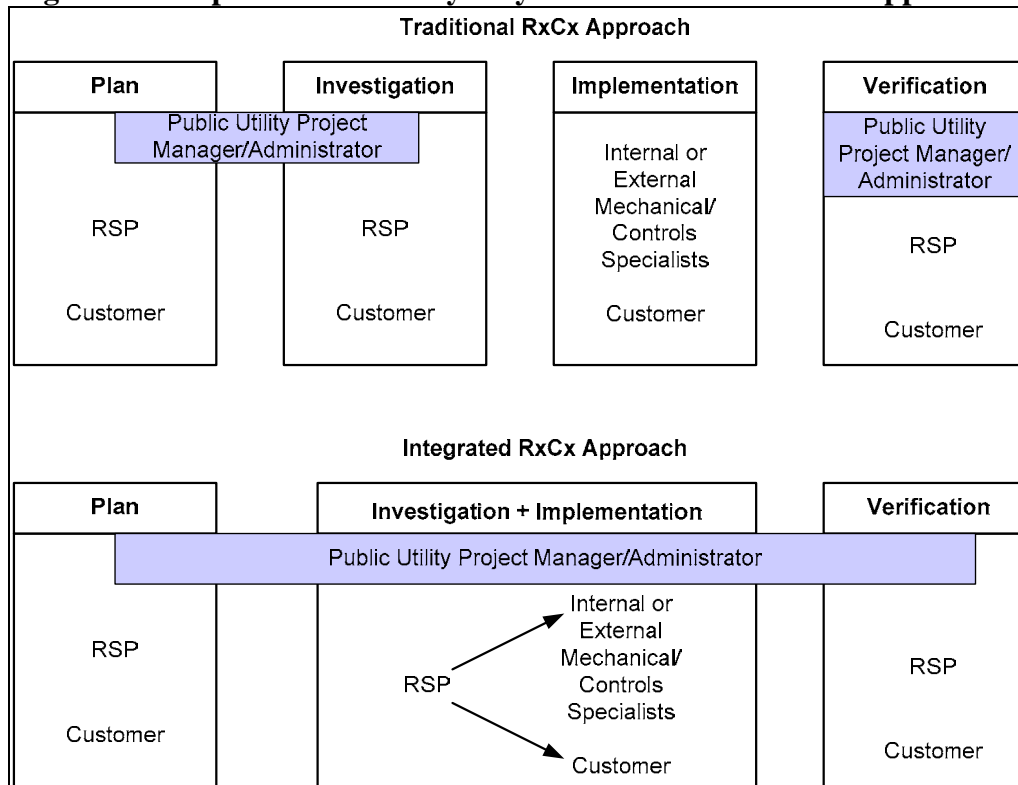 Traditional RxCx Approach
Plan
Investigation
Implementation
Verification
Public Utility Project
Manager/Administrator
RSP
Customer
RSP
Customer
Internal or
External
Mechanical/
Controls
Specialists
Customer
Public Utility
Project Manager/
Administrator
RSP
Customer
Integrated RxCx Approach
Plan
Investigation + Implementation
Verification
Public Utility Project Manager/Administrator
RSP
Customer
RSP
Internal or
External
Mechanical/
Controls
Specialists
Customer
RSP
Customer